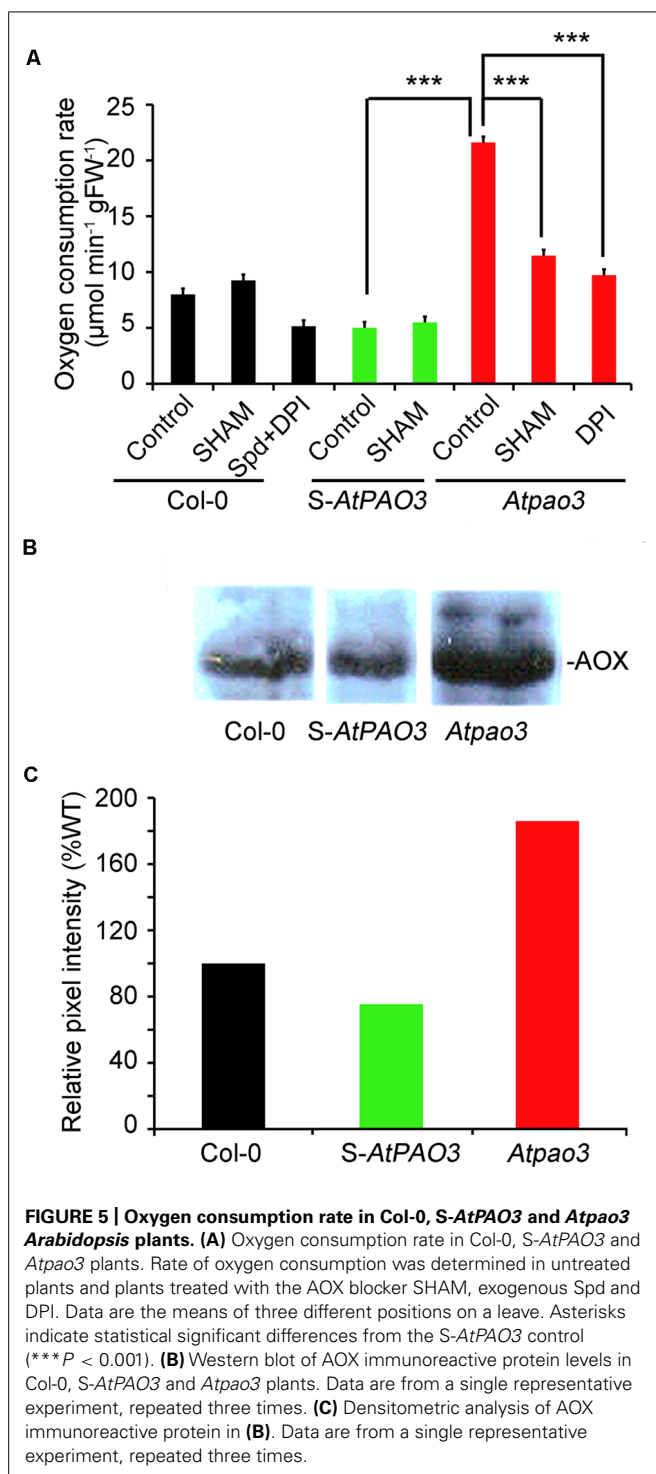 A
***
***
***
Oxygen consumption rate
(µmol min⁻¹ gFW⁻¹)
25
20
15
10
5
0
Control
SHAM
Spd+DPI
Control
SHAM
Control
SHAM
DPI
Col-0
S-AtPAO3
Atpao3
B
-AOX
Col-0
S-AtPAO3
Atpao3
C
Relative pixel intensity (%WT)
200
160
120
80
40
0
Col-0
S-AtPAO3
Atpao3
FIGURE 5 | Oxygen consumption rate in Col-0, S-AtPAO3 and Atpao3
Arabidopsis plants. (A) Oxygen consumption rate in Col-0, S-AtPAO3 and
Atpao3 plants. Rate of oxygen consumption was determined in untreated
plants and plants treated with the AOX blocker SHAM, exogenous Spd and
DPI. Data are the means of three different positions on a leave. Asterisks
indicate statistical significant differences from the S-AtPAO3 control
(***P < 0.001). (B) Western blot of AOX immunoreactive protein levels in
Col-0, S-AtPAO3 and Atpao3 plants. Data are from a single representative
experiment, repeated three times. (C) Densitometric analysis of AOX
immunoreactive protein in (B). Data are from a single representative
experiment, repeated three times.